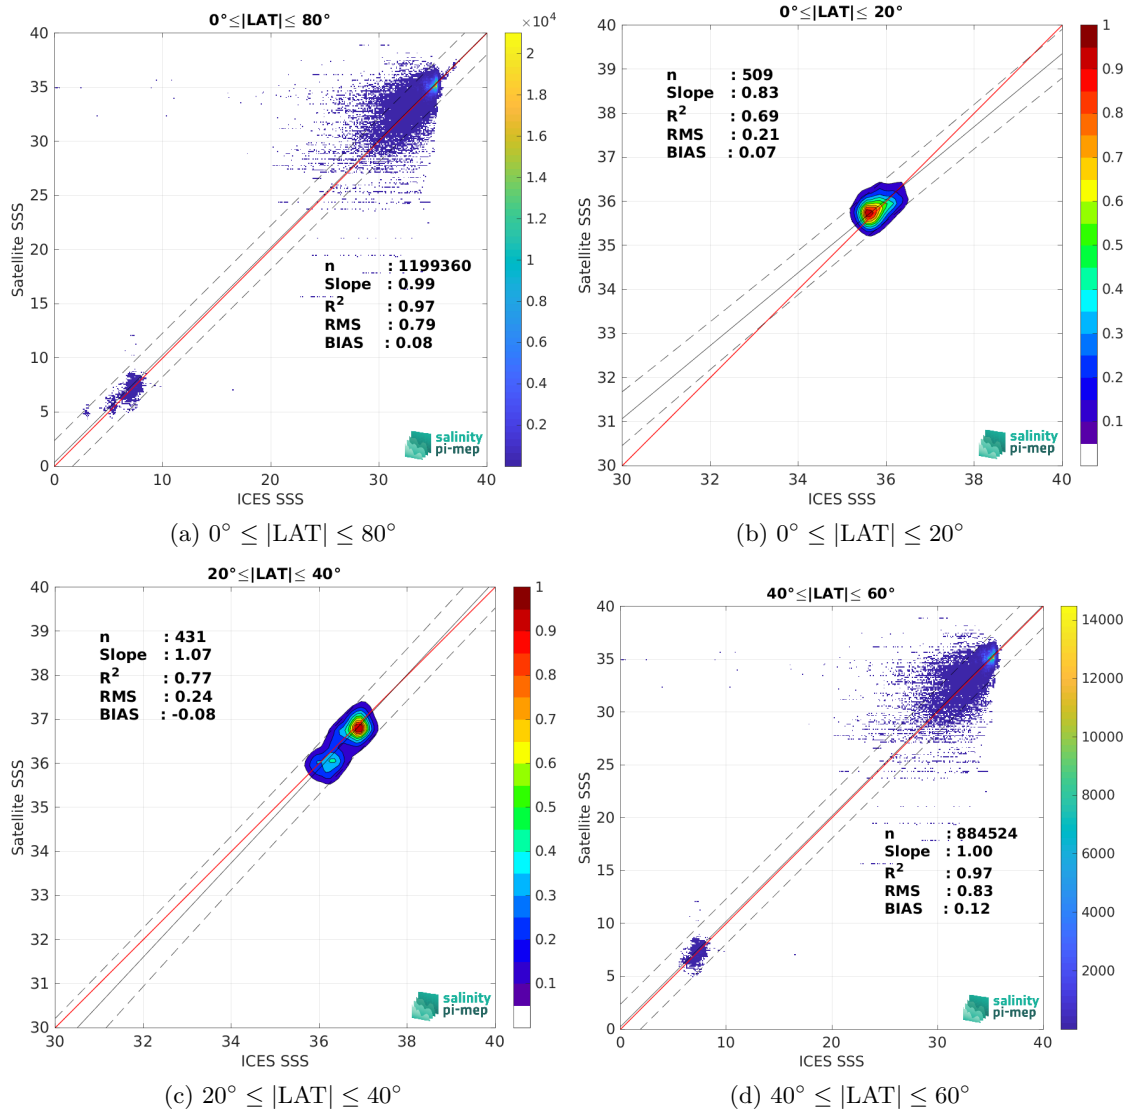 0°≤|LAT|≤ 80°
×10⁴
40
35
30
25
20
15
10
5
0
Satellite SSS
0
10
20
30
40
ICES SSS
n : 1199360
Slope : 0.99
R² : 0.97
RMS : 0.79
BIAS : 0.08
salinity
pi-mep
2
1.8
1.6
1.4
1.2
1
0.8
0.6
0.4
0.2
(a) 0° ≤ |LAT| ≤ 80°
0°≤|LAT|≤ 20°
40
39
38
37
36
35
34
33
32
31
30
Satellite SSS
30
32
34
36
38
40
ICES SSS
n : 509
Slope : 0.83
R² : 0.69
RMS : 0.21
BIAS : 0.07
salinity
pi-mep
1
0.9
0.8
0.7
0.6
0.5
0.4
0.3
0.2
0.1
(b) 0° ≤ |LAT| ≤ 20°
20°≤|LAT|≤ 40°
40
39
38
37
36
35
34
33
32
31
30
Satellite SSS
30
32
34
36
38
40
ICES SSS
n : 431
Slope : 1.07
R² : 0.77
RMS : 0.24
BIAS : -0.08
salinity
pi-mep
1
0.9
0.8
0.7
0.6
0.5
0.4
0.3
0.2
0.1
(c) 20° ≤ |LAT| ≤ 40°
40°≤|LAT|≤ 60°
40
35
30
25
20
15
10
5
0
Satellite SSS
0
10
20
30
40
ICES SSS
n : 884524
Slope : 1.00
R² : 0.97
RMS : 0.83
BIAS : 0.12
salinity
pi-mep
14000
12000
10000
8000
6000
4000
2000
(d) 40° ≤ |LAT| ≤ 60°